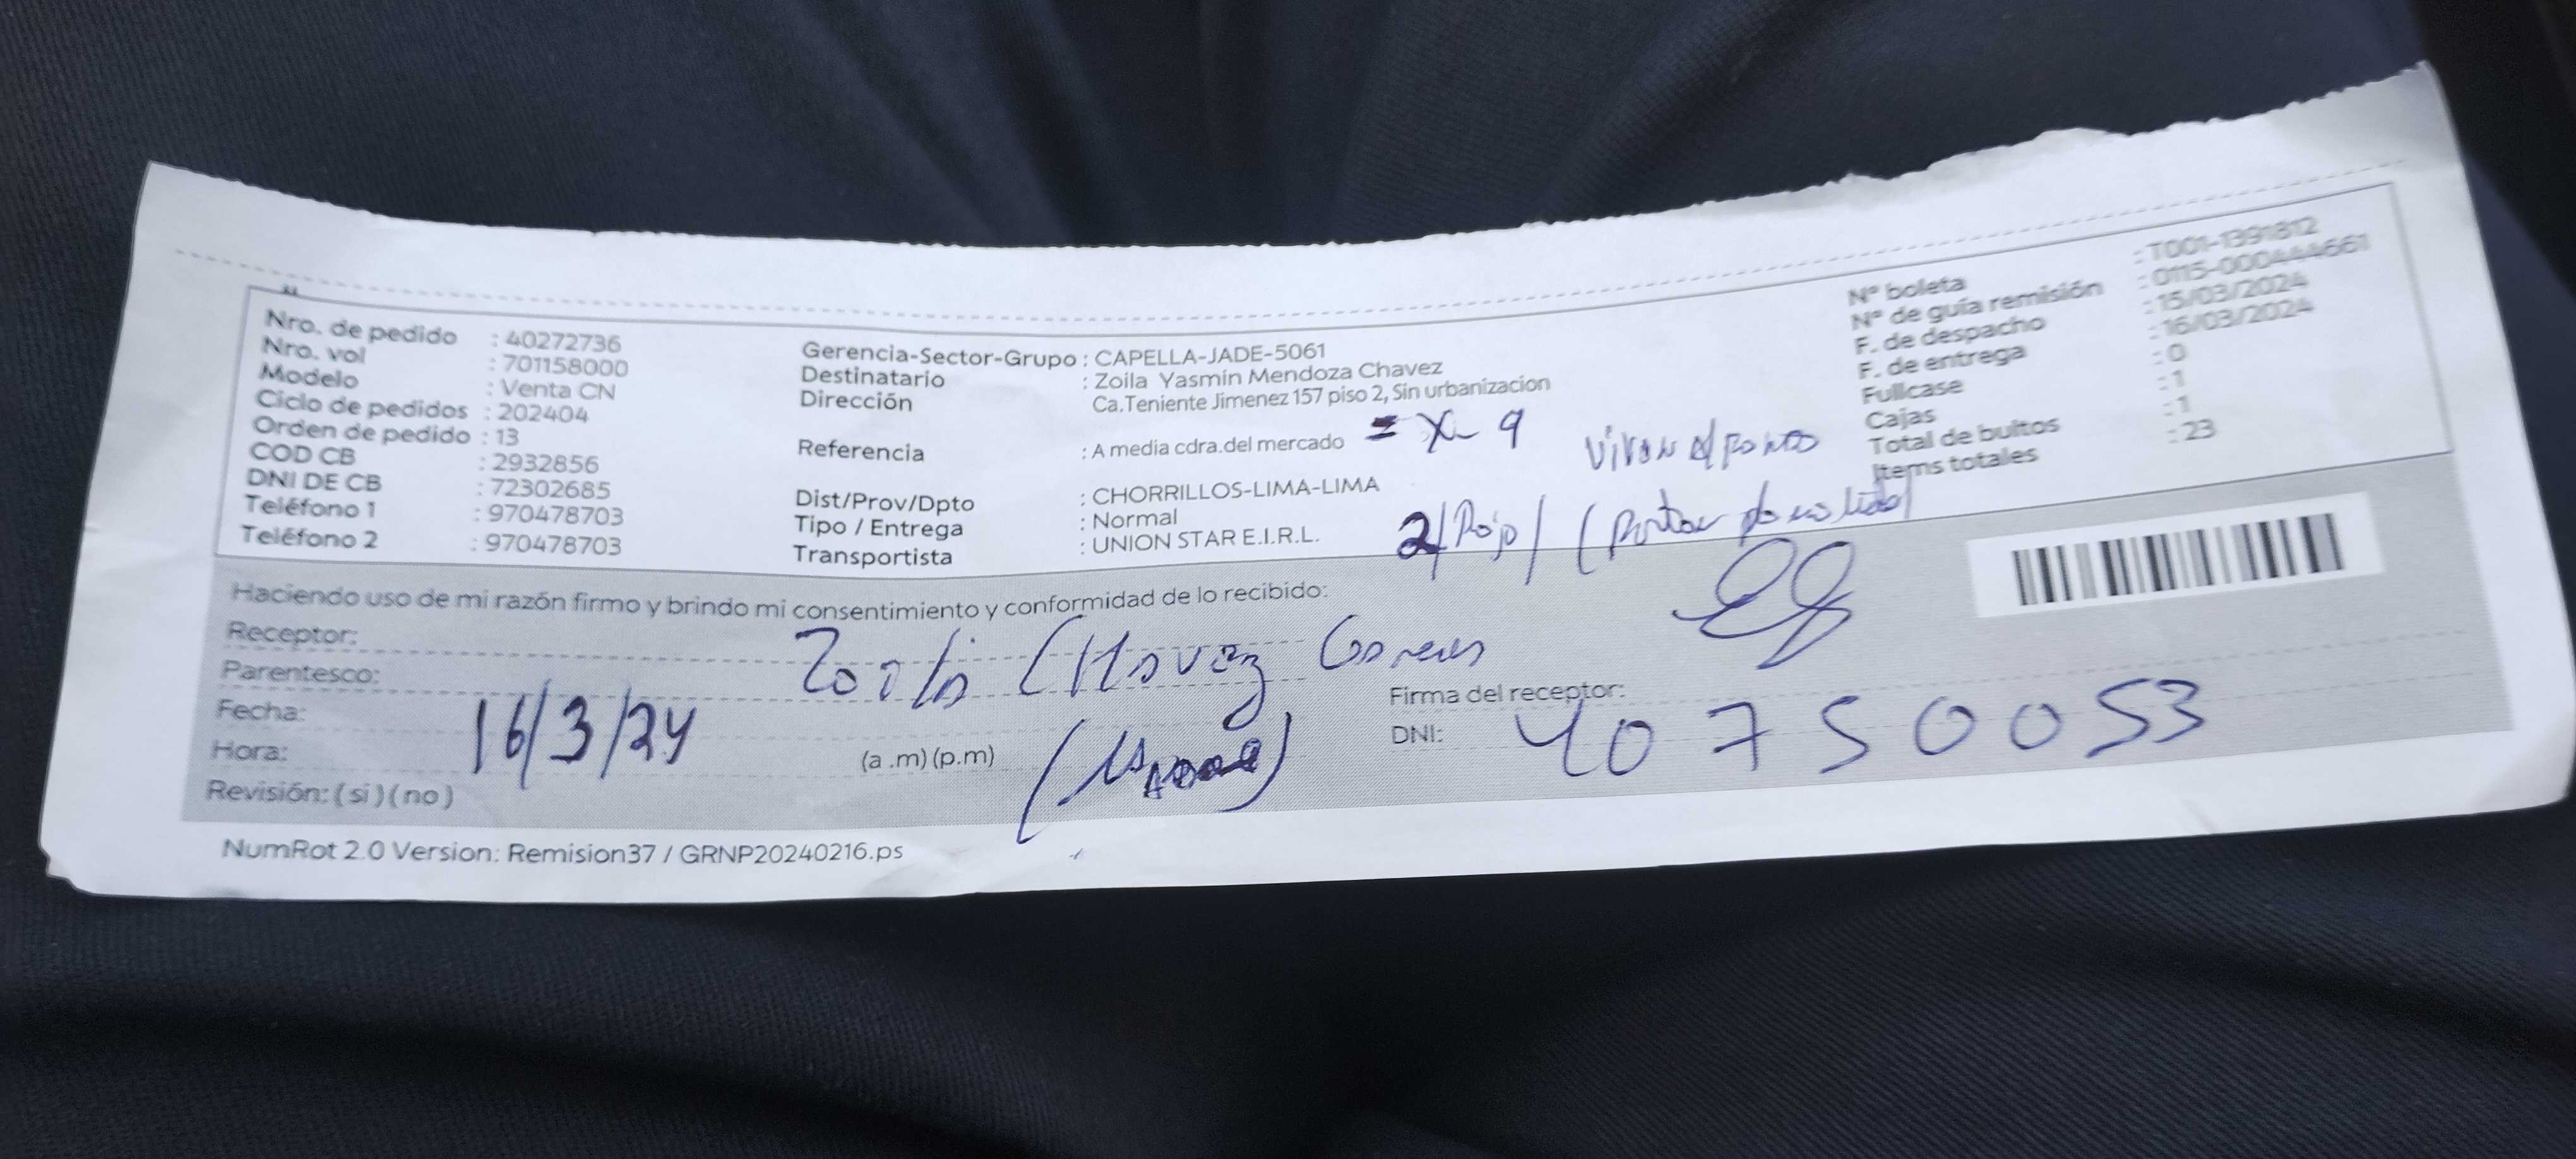 Nro. de pedido : 40272736
Nro. vol : 701158000
Modelo : Venta CN
Ciclo de pedidos : 202404
Orden de pedido : 13
COD CB : 2932856
DNI DE CB : 72302685
Teléfono 1 : 970478703
Teléfono 2 : 970478703
Gerencia-Sector-Grupo : CAPELLA-JADE-5061
Destinatario : Zoila Yasmin Mendoza Chavez
Dirección : Ca.Teniente Jimenez 157 piso 2, Sin urbanizacion
Referencia : A media cdra.del mercado
Dist/Prov/Dpto : CHORRILLOS-LIMA-LIMA
Tipo / Entrega : Normal
Transportista : UNION STAR E.I.R.L.
2/Rojo/
N° boleta : T001-1391812
N° de guía remisión : 0115-000444661
F. de despacho : 15/03/2024
F. de entrega : 16/03/2024
Fullcase : 0
Cajas : 1
Total de bultos : 1
Items totales : 23
Haciendo uso de mi razón firmo y brindo mi consentimiento y conformidad de lo recibido:
Receptor: Zoila Chavez
Parentesco:
Fecha: 16/3/24
Hora: (a .m) (p.m)
Revisión: ( si ) ( no )
Firma del receptor:
DNI: 40750053
NumRot 2.0 Version: Remision37 / GRNP20240216.ps